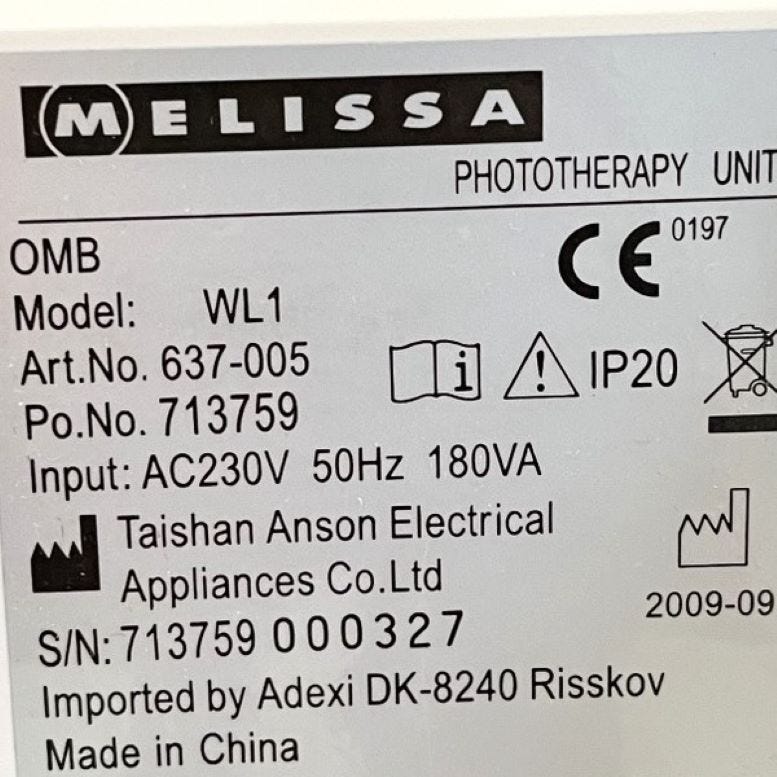 MELISSA
PHOTOTHERAPY UNIT
OMB
CE 0197
Model: WL1
Art.No. 637-005
IP20
Po.No. 713759
Input: AC230V 50Hz 180VA
Taishan Anson Electrical
Appliances Co.Ltd
2009-09
S/N: 713759 000327
Imported by Adexi DK-8240 Risskov
Made in China